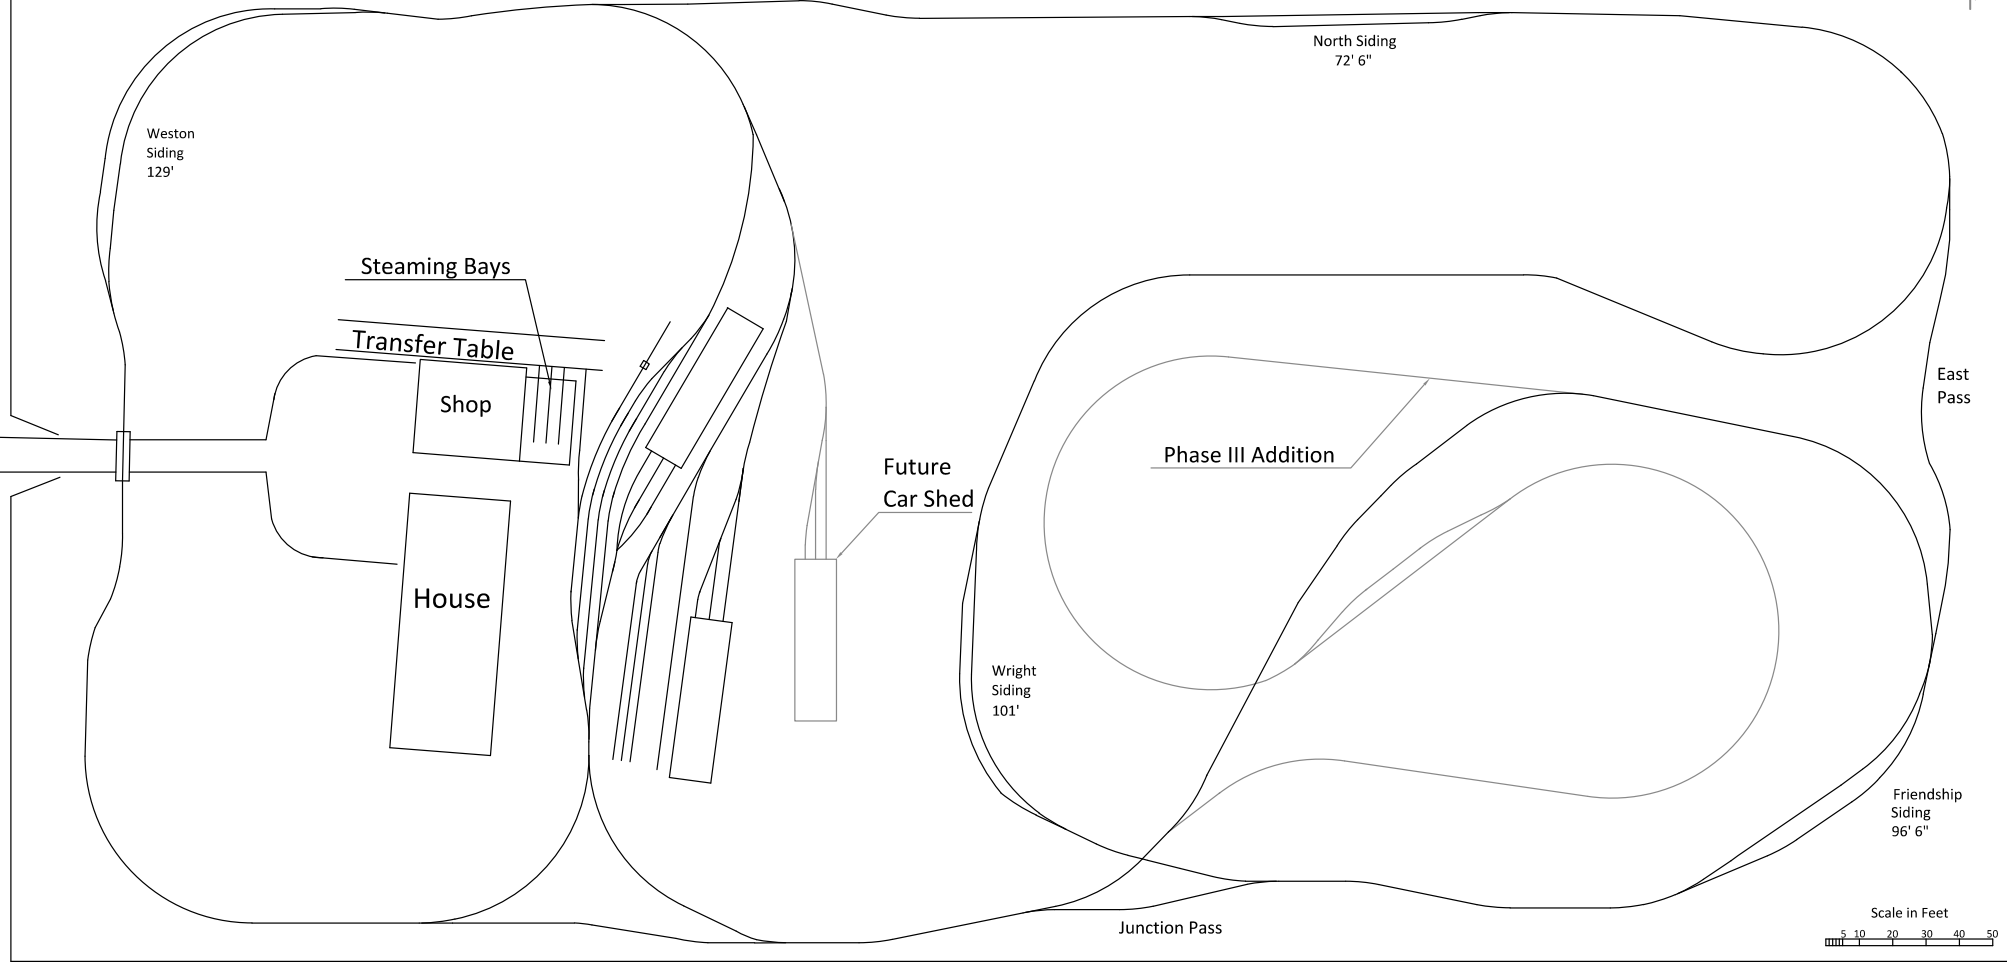 North Siding
72' 6"
Weston
Siding
129'
Steaming Bays
Transfer Table
Shop
East
Pass
Phase III Addition
Future
Car Shed
House
Wright
Siding
101'
Friendship
Siding
96' 6"
Junction Pass
Scale in Feet
5 10 20 30 40 50